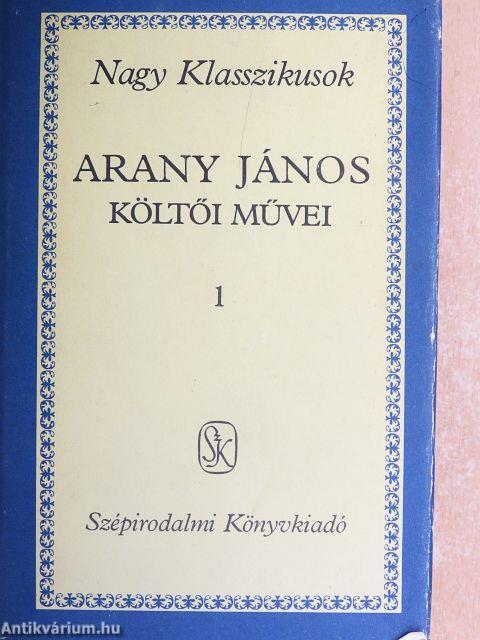 Nagy Klasszikusok
ARANY JÁNOS
KÖLTŐI MŰVEI
1
SzK
Szépirodalmi Könyvkiadó
Antikvárium.hu